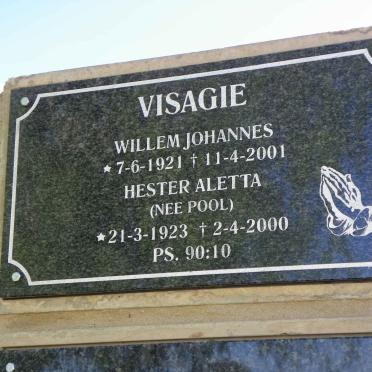 VISAGIE
WILLEM JOHANNES
★7-6-1921 † 11-4-2001
HESTER ALETTA
(NEE POOL)
★21-3-1923 † 2-4-2000
PS. 90:10